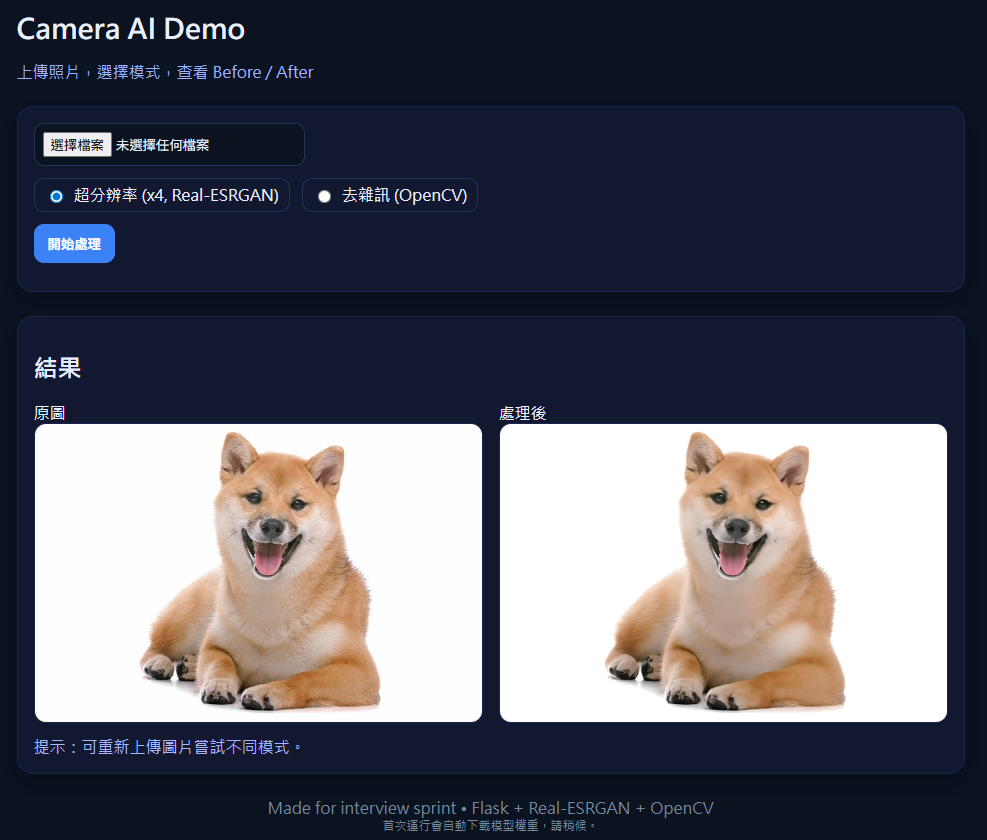 Camera AI Demo
上傳照片，選擇模式，查看 Before / After
選擇檔案 未選擇任何檔案
超分辨率 (x4, Real-ESRGAN) 去雜訊 (OpenCV)
開始處理
結果
原圖 處理後
提示：可重新上傳圖片嘗試不同模式。
Made for interview sprint • Flask + Real-ESRGAN + OpenCV
首次運行會自動下載模型權重，請稍候。